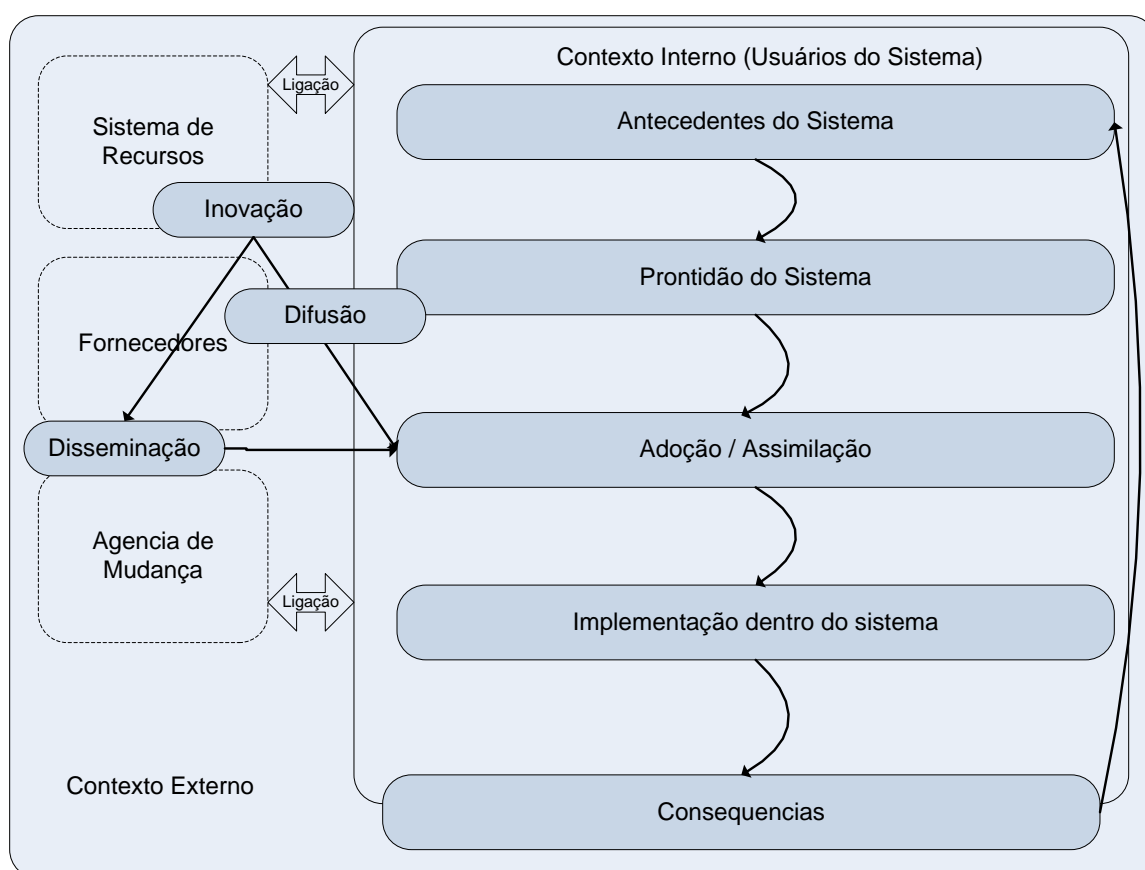 Contexto Interno (Usuários do Sistema)
Ligação
Antecedentes do Sistema
Sistema de
Recursos
Inovação
Prontidão do Sistema
Difusão
Fornecedores
Disseminação
Adoção / Assimilação
Agencia de
Mudança
Ligação
Implementação dentro do sistema
Contexto Externo
Consequencias